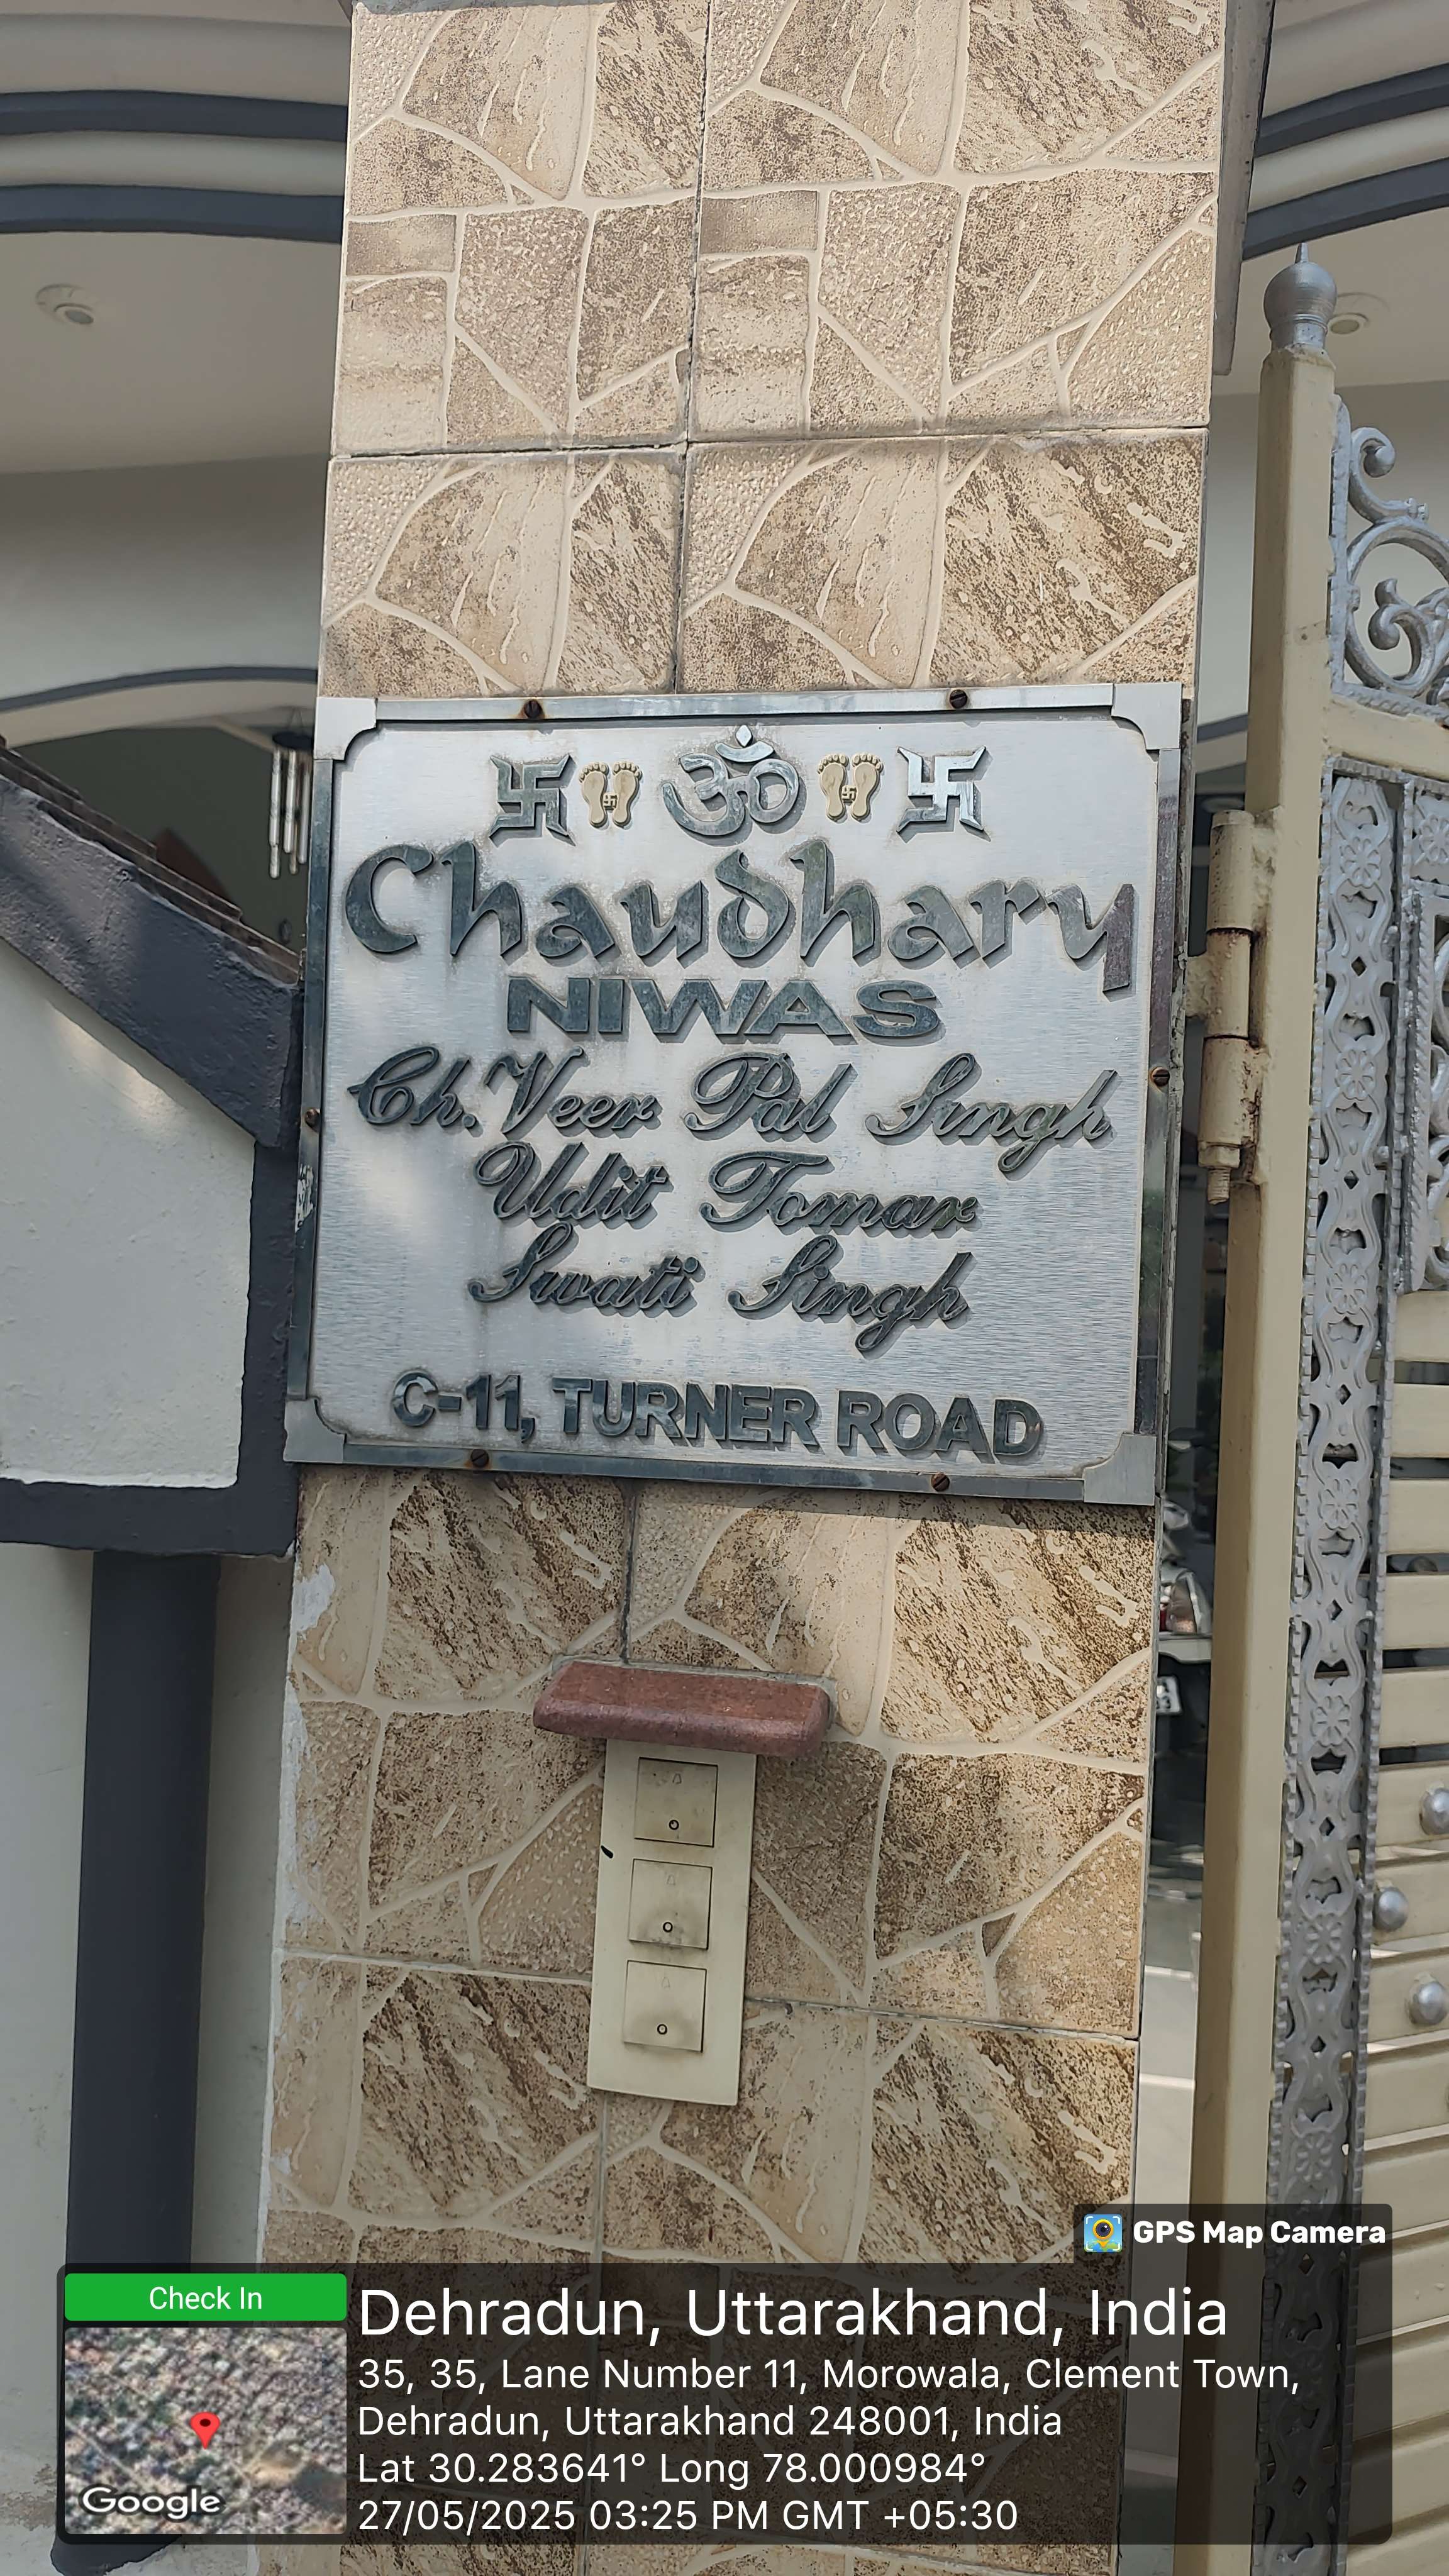 卐 ॐ 卐
Chaudhary
NIWAS
Ch. Veer Pal Singh
Udit Tomar
Swati Singh
C-11, TURNER ROAD
GPS Map Camera
Check In
Dehradun, Uttarakhand, India
35, 35, Lane Number 11, Morowala, Clement Town,
Dehradun, Uttarakhand 248001, India
Lat 30.283641° Long 78.000984°
27/05/2025 03:25 PM GMT +05:30
Google